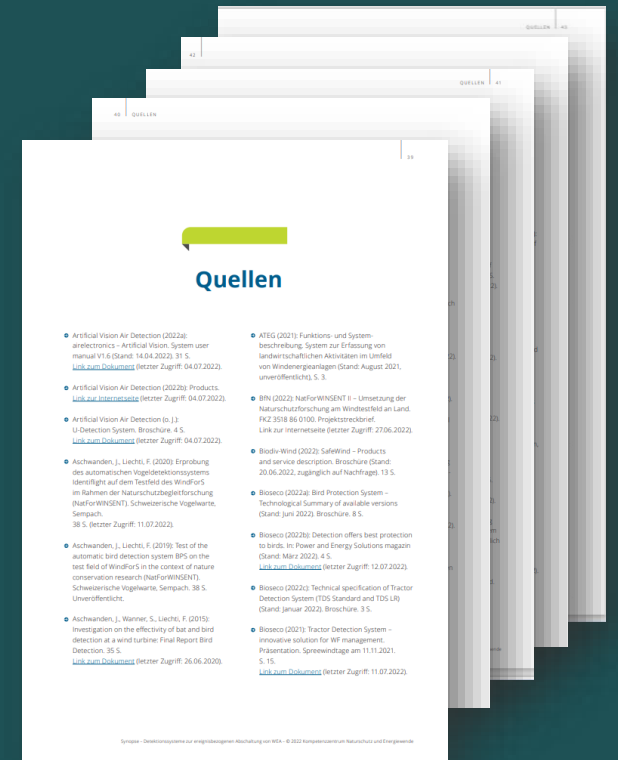 QUELLEN
42
QUELLEN 41
40 QUELLEN
39
Quellen
Artificial Vision Air Detection (2022a):
airelectronics – Artificial Vision. System user
manual V1.6 (Stand: 14.04.2022). 31 S.
Link zum Dokument (letzter Zugriff: 04.07.2022).
Artificial Vision Air Detection (2022b): Products.
Link zur Internetseite (letzter Zugriff: 04.07.2022).
Artificial Vision Air Detection (o. J.):
U-Detection System. Broschüre. 4 S.
Link zum Dokument (letzter Zugriff: 04.07.2022).
Aschwanden, J., Liechti, F. (2020): Erprobung
des automatischen Vogeldetektionssystems
Identiflight auf dem Testfeld des WindForS
im Rahmen der Naturschutzbegleitforschung
(NatForWINSENT). Schweizerische Vogelwarte,
Sempach.
38 S. (letzter Zugriff: 11.07.2022).
Aschwanden, J., Liechti, F. (2019): Test of the
automatic bird detection system BPS on the
test field of WindForS in the context of nature
conservation research (NatForWINSENT).
Schweizerische Vogelwarte, Sempach. 38 S.
Unveröffentlicht.
Aschwanden, J., Wanner, S., Liechti, F. (2015):
Investigation on the effectivity of bat and bird
detection at a wind turbine: Final Report Bird
Detection. 35 S.
Link zum Dokument (letzter Zugriff: 26.06.2020).
ATEG (2021): Funktions- und System-
beschreibung. System zur Erfassung von
landwirtschaftlichen Aktivitäten im Umfeld
von Windenergieanlagen (Stand: August 2021,
unveröffentlicht), S. 3.
BfN (2022): NatForWINSENT II – Umsetzung der
Naturschutzforschung am Windtestfeld an Land.
FKZ 3518 86 0100. Projektstreckbrief.
Link zur Internetseite (letzter Zugriff: 27.06.2022).
Biodiv-Wind (2022): SafeWind – Products
and service description. Broschüre (Stand:
20.06.2022, zugänglich auf Nachfrage). 13 S.
Bioseco (2022a): Bird Protection System –
Technological Summary of available versions
(Stand: Juni 2022). Broschüre. 8 S.
Bioseco (2022b): Detection offers best protection
to birds. In: Power and Energy Solutions magazin
(Stand: März 2022). 4 S.
Link zum Dokument (letzter Zugriff: 12.07.2022).
Bioseco (2022c): Technical specification of Tractor
Detection System (TDS Standard and TDS LR)
(Stand: Januar 2022). Broschüre. 3 S.
Bioseco (2021): Tractor Detection System –
innovative solution for WF management.
Präsentation. Spreewindtage am 11.11.2021.
S. 15.
Link zum Dokument (letzter Zugriff: 11.07.2022).
Synopse – Detektionssysteme zur ereignisbezogenen Abschaltung von WEA - © 2022 Kompetenzzentrum Naturschutz und Energiewende